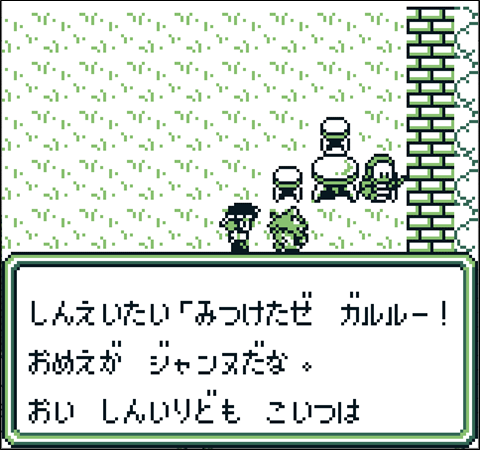 しんえいたい「みつけたぜ ガルルー!
おめえが ジャンヌだな。
おい しんいりども こいつは